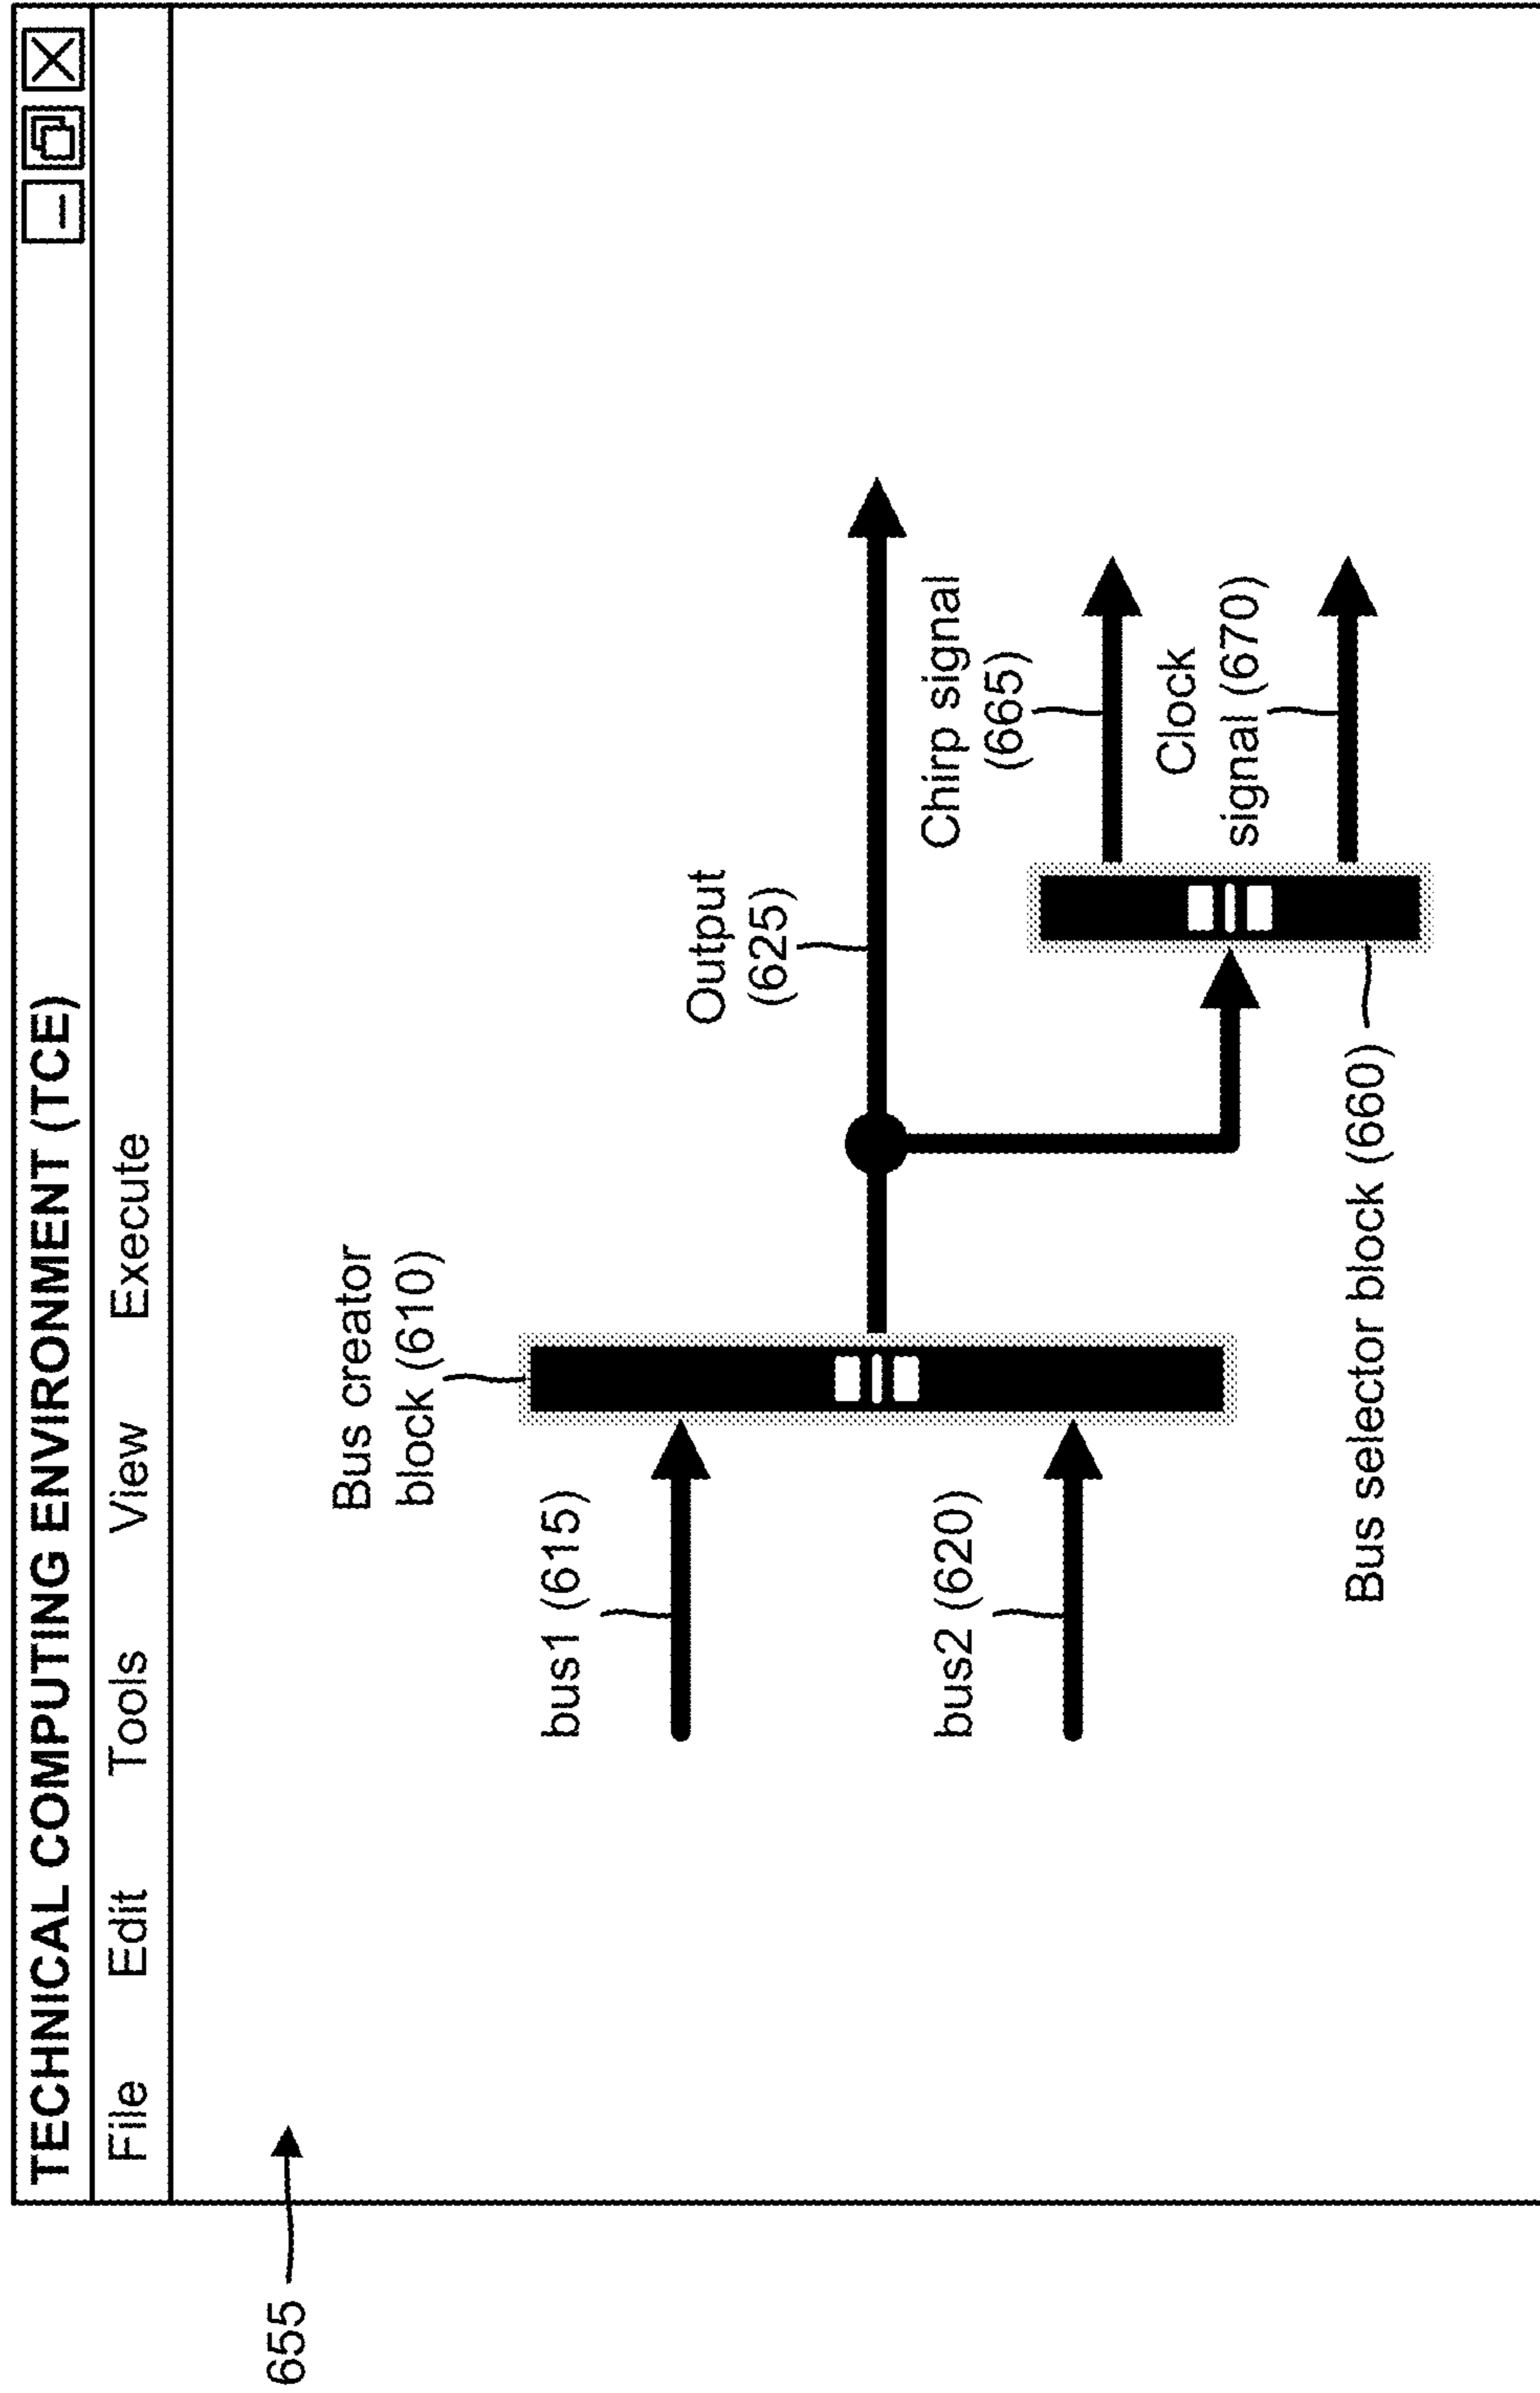 TECHNICAL COMPUTING ENVIRONMENT (TCE)
File Edit Tools View Execute
655
Bus creator
block (610)
bus1 (615)
bus2 (620)
Output
(625)
Chirp signal
(665)
Clock
signal (670)
Bus selector block (660)